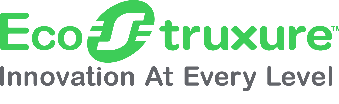 EcoStruxure™
Innovation At Every Level